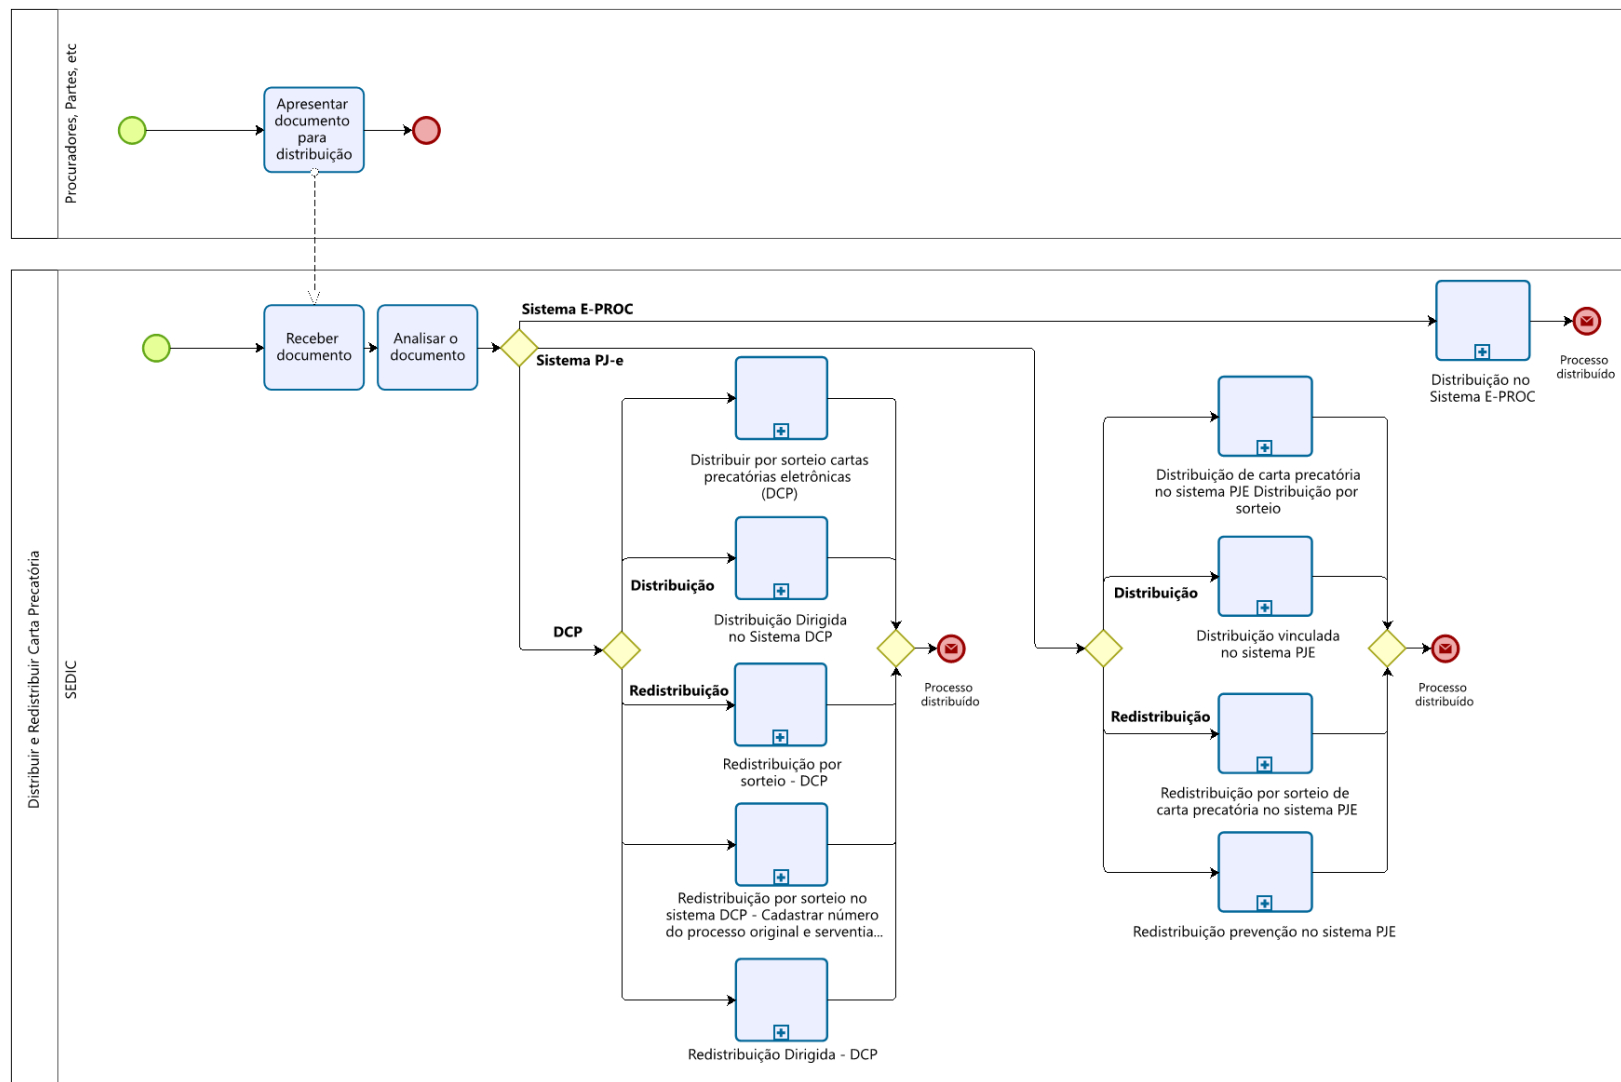 Procuradores, Partes, etc
Apresentar
documento
para
distribuição
Distribuir e Redistribuir Carta Precatória
SEDIC
Receber
documento
Analisar o
documento
Sistema E-PROC
Sistema PJ-e
DCP
Distribuir por sorteio cartas
precatórias eletrônicas
(DCP)
Distribuição
Distribuição Dirigida
no Sistema DCP
Redistribuição
Redistribuição por
sorteio - DCP
Redistribuição por sorteio no
sistema DCP - Cadastrar número
do processo original e serventia...
Redistribuição Dirigida - DCP
Processo
distribuído
Distribuição de carta precatória
no sistema PJE Distribuição por
sorteio
Distribuição
Distribuição vinculada
no sistema PJE
Redistribuição
Redistribuição por sorteio de
carta precatória no sistema PJE
Redistribuição prevenção no sistema PJE
Processo
distribuído
Distribuição no
Sistema E-PROC
Processo
distribuído